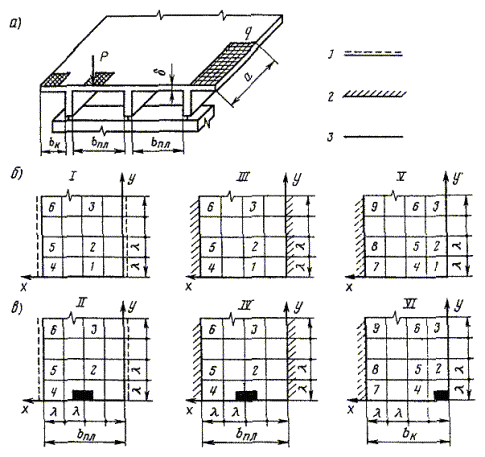 а)
P
q
a
δ
bк
bпл
bпл
1
2
3
б)
I
y
6 3
5 2
4 1
λ
λ
x
III
y
6 3
5 2
4 1
λ
λ
x
V
y
9 6 3
8 5 2
7 4 1
λ
λ
x
в)
II
y
6 3
5 2
4
λ
λ
x
λ λ
bпл
IV
y
6 3
5 2
4
λ
λ
x
λ λ
bпл
VI
y
9 6 3
8 5 2
7 4
λ
λ
x
λ λ
bк